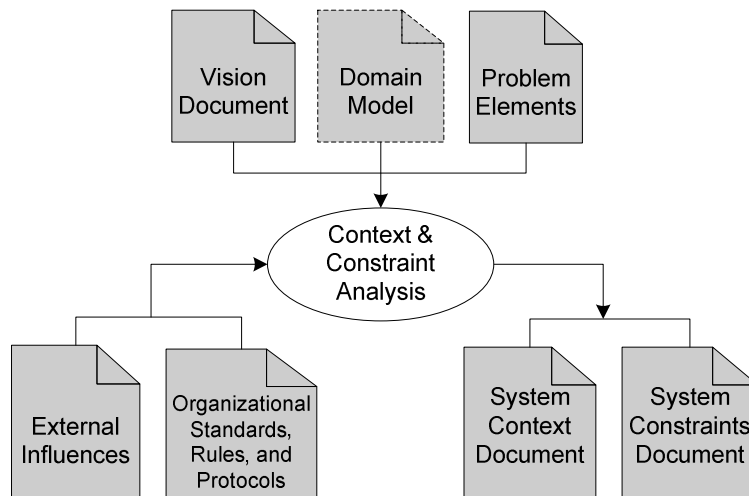 Vision
Document
Domain
Model
Problem
Elements
Context &
Constraint
Analysis
External
Influences
Organizational
Standards,
Rules, and
Protocols
System
Context
Document
System
Constraints
Document